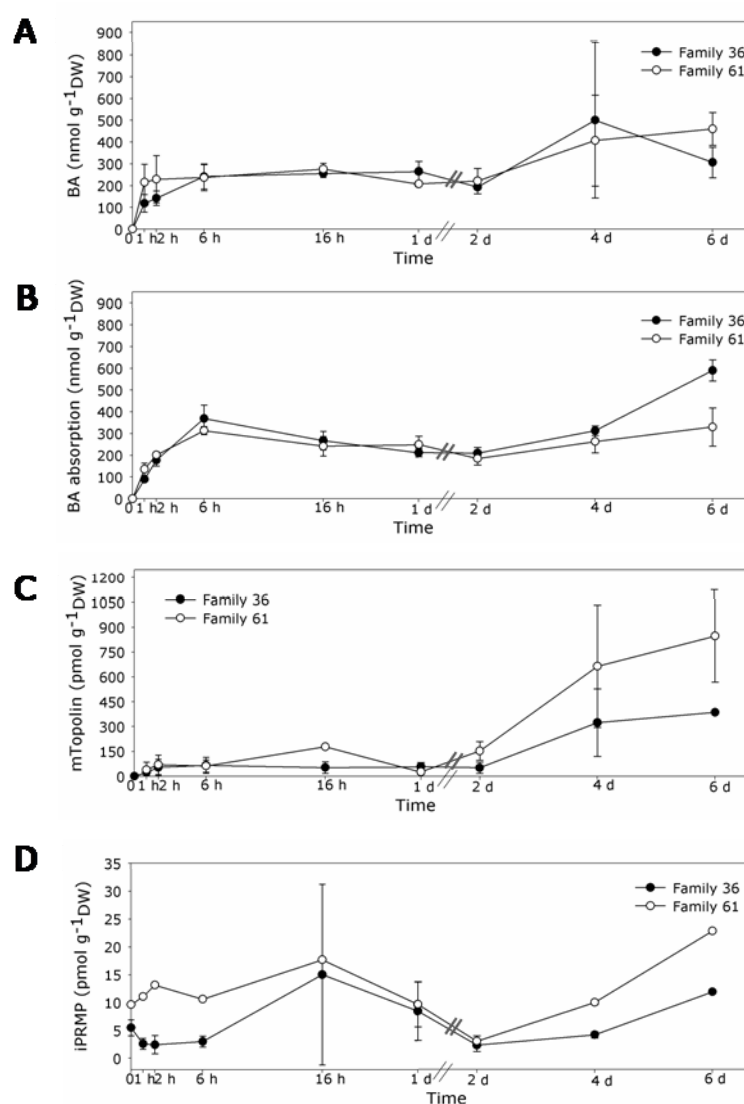 A
BA (nmol g-1DW)
900
800
700
600
500
400
300
200
100
0
Family 36
Family 61
0 1 h 2 h 6 h 16 h 1 d 2 d 4 d 6 d
Time
B
BA absorption (nmol g-1DW)
900
800
700
600
500
400
300
200
100
0
Family 36
Family 61
0 1 h 2 h 6 h 16 h 1 d 2 d 4 d 6 d
Time
C
mTopolin (pmol g-1DW)
1200
1050
900
750
600
450
300
150
0
Family 36
Family 61
0 1 h 2 h 6 h 16 h 1 d 2 d 4 d 6 d
Time
D
iPRMP (pmol g-1DW)
35
30
25
20
15
10
5
0
Family 36
Family 61
0 1 h 2 h 6 h 16 h 1 d 2 d 4 d 6 d
Time